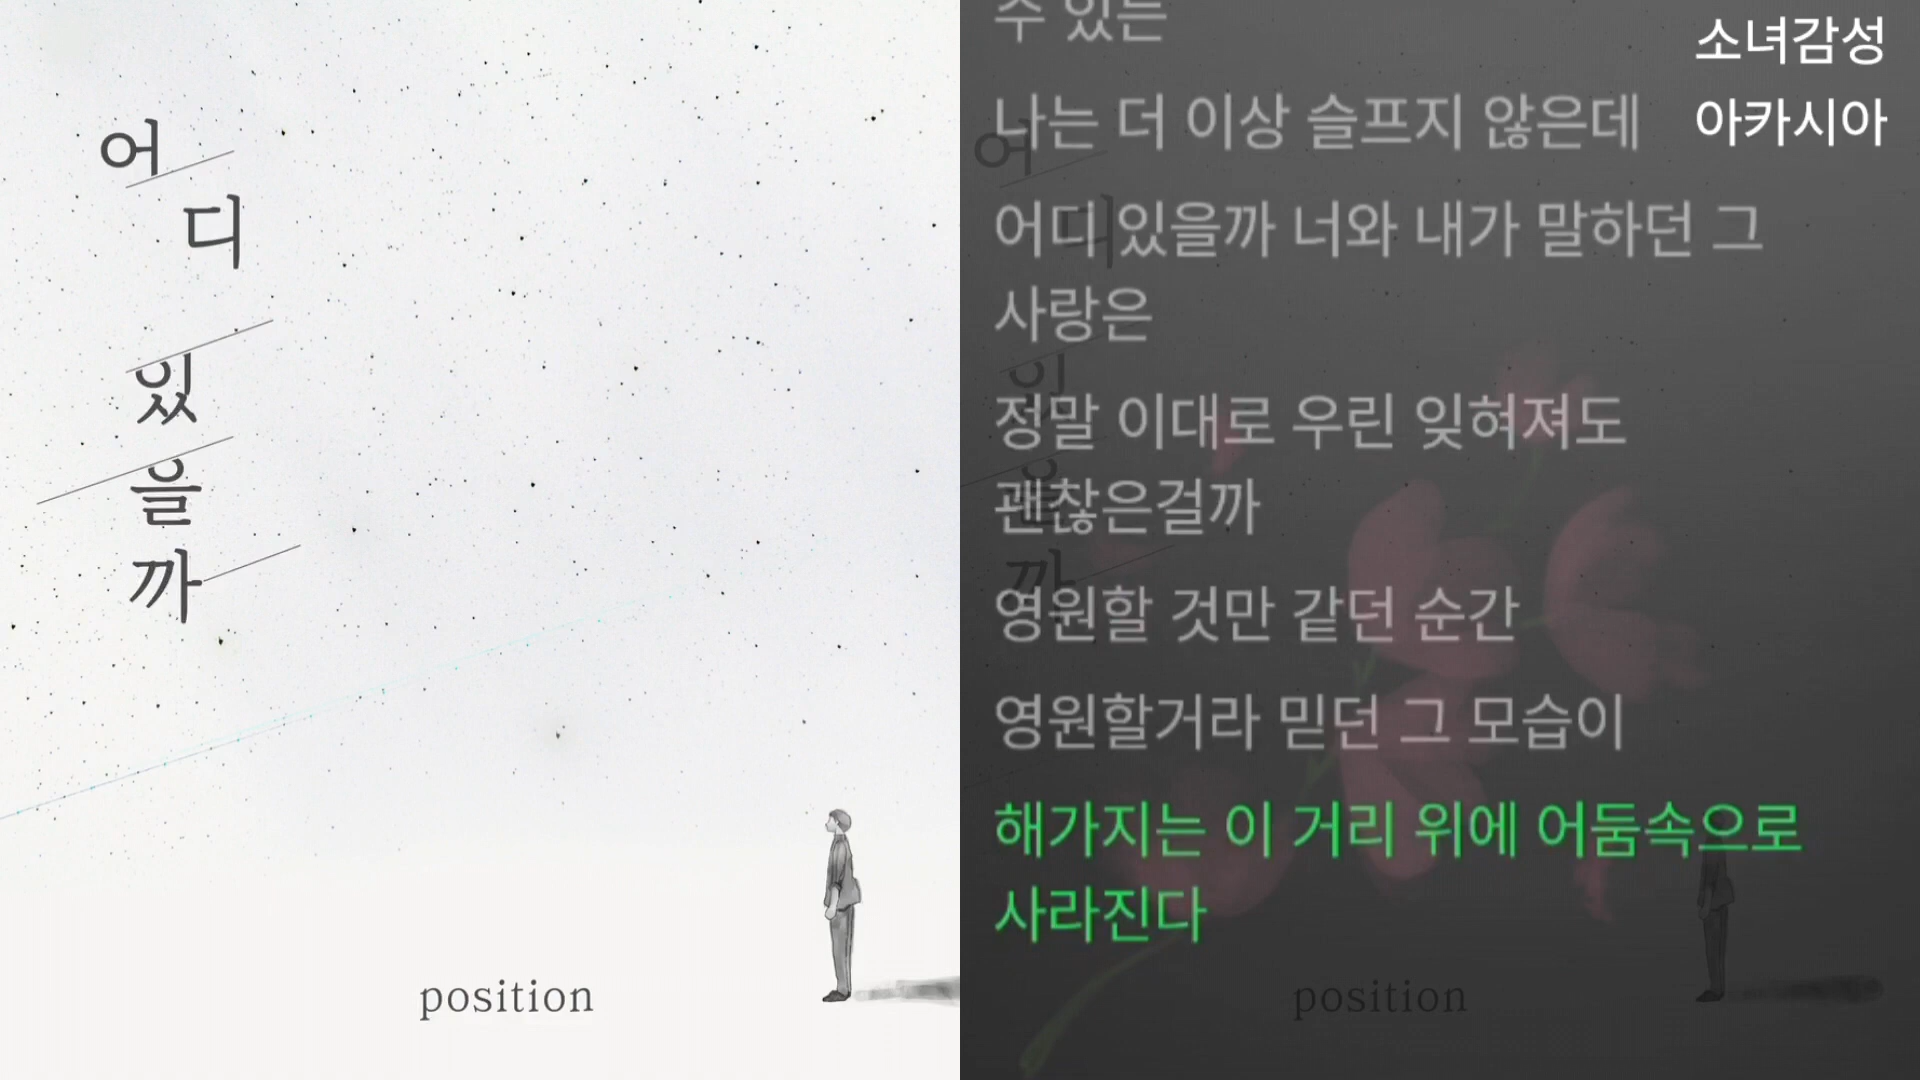 어
디
있
을
까
position
수 있는
나는 더 이상 슬프지 않은데
어디 있을까 너와 내가 말하던 그
사랑은
정말 이대로 우린 잊혀져도
괜찮은걸까
영원할 것만 같던 순간
영원할거라 믿던 그 모습이
해가지는 이 거리 위에 어둠속으로
사라진다
소녀감성
아카시아
어
디
있
을
까
position